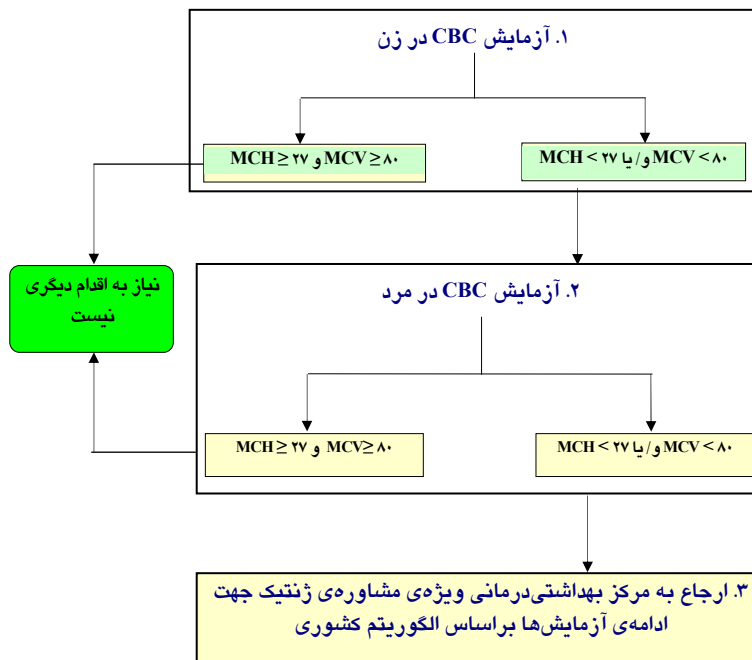 ۱. آزمایش CBC در زن
MCV < ۸۰ و/ یا MCH < ۲۷
MCV ≥ ۸۰ و MCH ≥ ۲۷
نیاز به اقدام دیگری
نیست
۲. آزمایش CBC در مرد
MCV < ۸۰ و/ یا MCH < ۲۷
MCV≥ ۸۰ و MCH ≥ ۲۷
۳. ارجاع به مرکز بهداشتی‌درمانی ویژه‌ی مشاوره‌ی ژنتیک جهت
ادامه‌ی آزمایش‌ها براساس الگوریتم کشوری